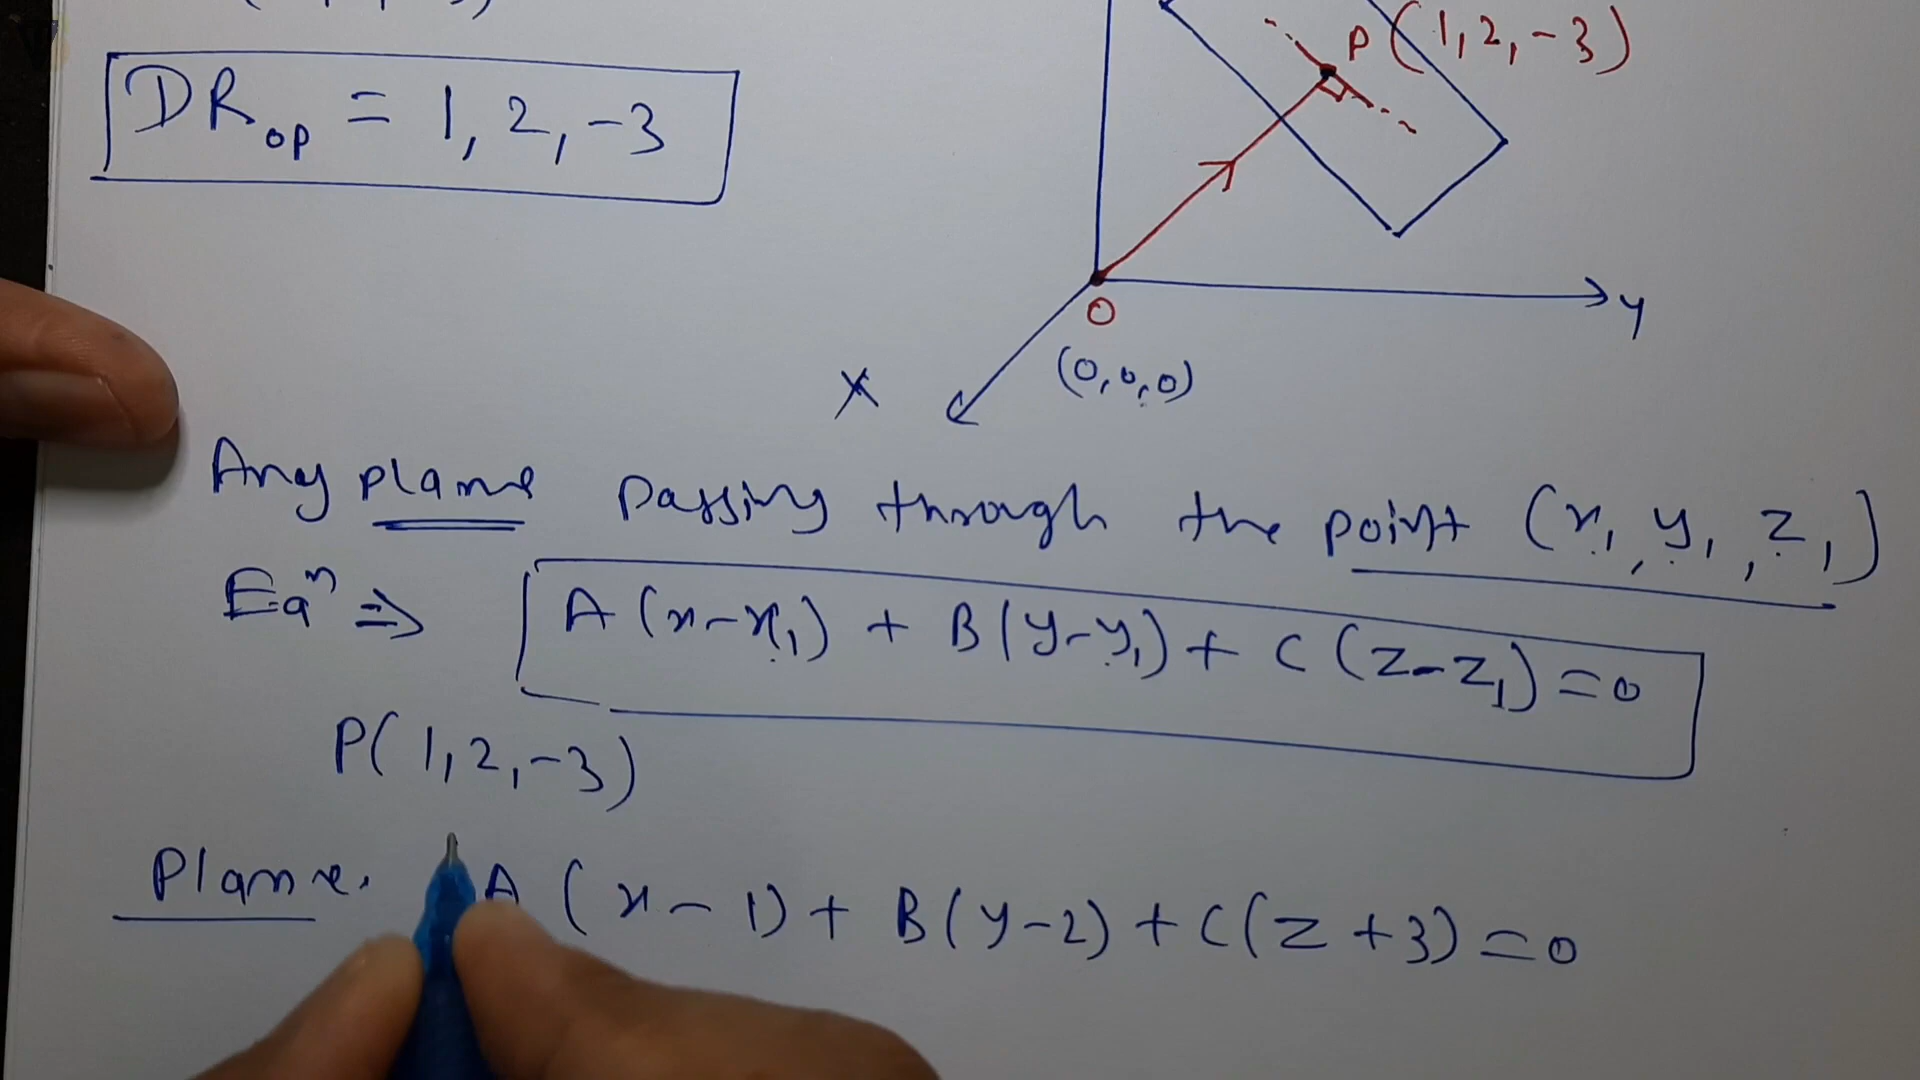 DR_OP = 1, 2, -3
P(1, 2, -3)
O
y
(0, 0, 0)
X
Any plane passing through the point (x₁, y₁, z₁)
Eqⁿ ⇒ A(x-x₁) + B(y-y₁) + C(z-z₁) = 0
P(1, 2, -3)
Plane. A(x-1) + B(y-2) + C(z+3) = 0